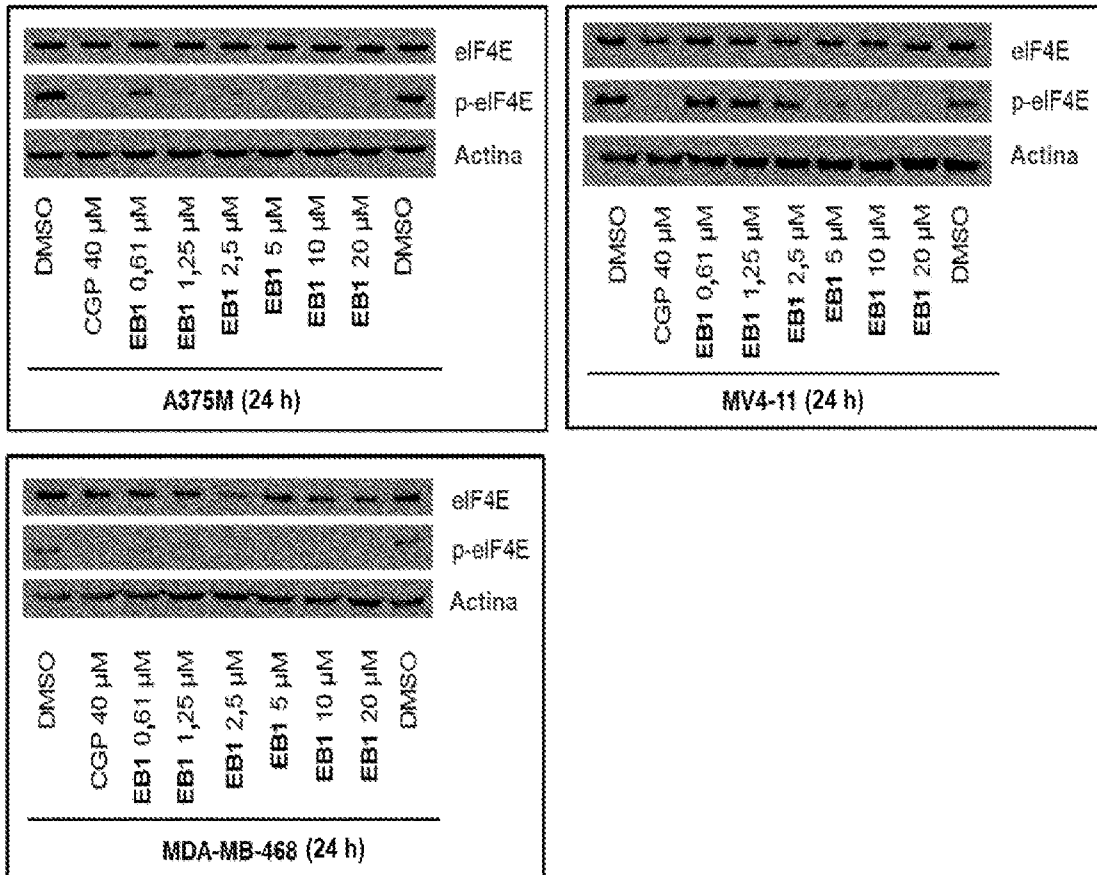 eIF4E
p-eIF4E
Actina
DMSO
CGP 40 µM
EB1 0,61 µM
EB1 1,25 µM
EB1 2,5 µM
EB1 5 µM
EB1 10 µM
EB1 20 µM
DMSO
A375M (24 h)
eIF4E
p-eIF4E
Actina
DMSO
CGP 40 µM
EB1 0,61 µM
EB1 1,25 µM
EB1 2,5 µM
EB1 5 µM
EB1 10 µM
EB1 20 µM
DMSO
MV4-11 (24 h)
eIF4E
p-eIF4E
Actina
DMSO
CGP 40 µM
EB1 0,61 µM
EB1 1,25 µM
EB1 2,5 µM
EB1 5 µM
EB1 10 µM
EB1 20 µM
DMSO
MDA-MB-468 (24 h)